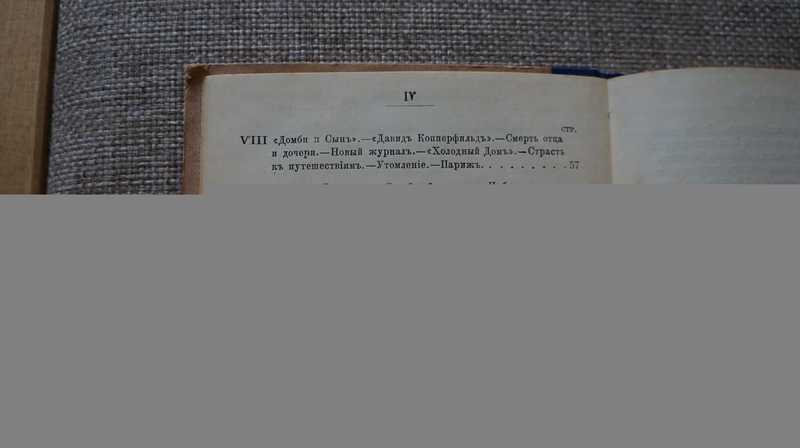 IV
СТР.
VIII «Домби и Сынъ».—«Давидъ Копперфильдъ».—Смерть отца
и дочери.—Новый журналъ.—«Холодный Домъ».—Страсть
къ путешествіямъ.—Утомленіе.—Парижъ. . . . . . . . . . 57